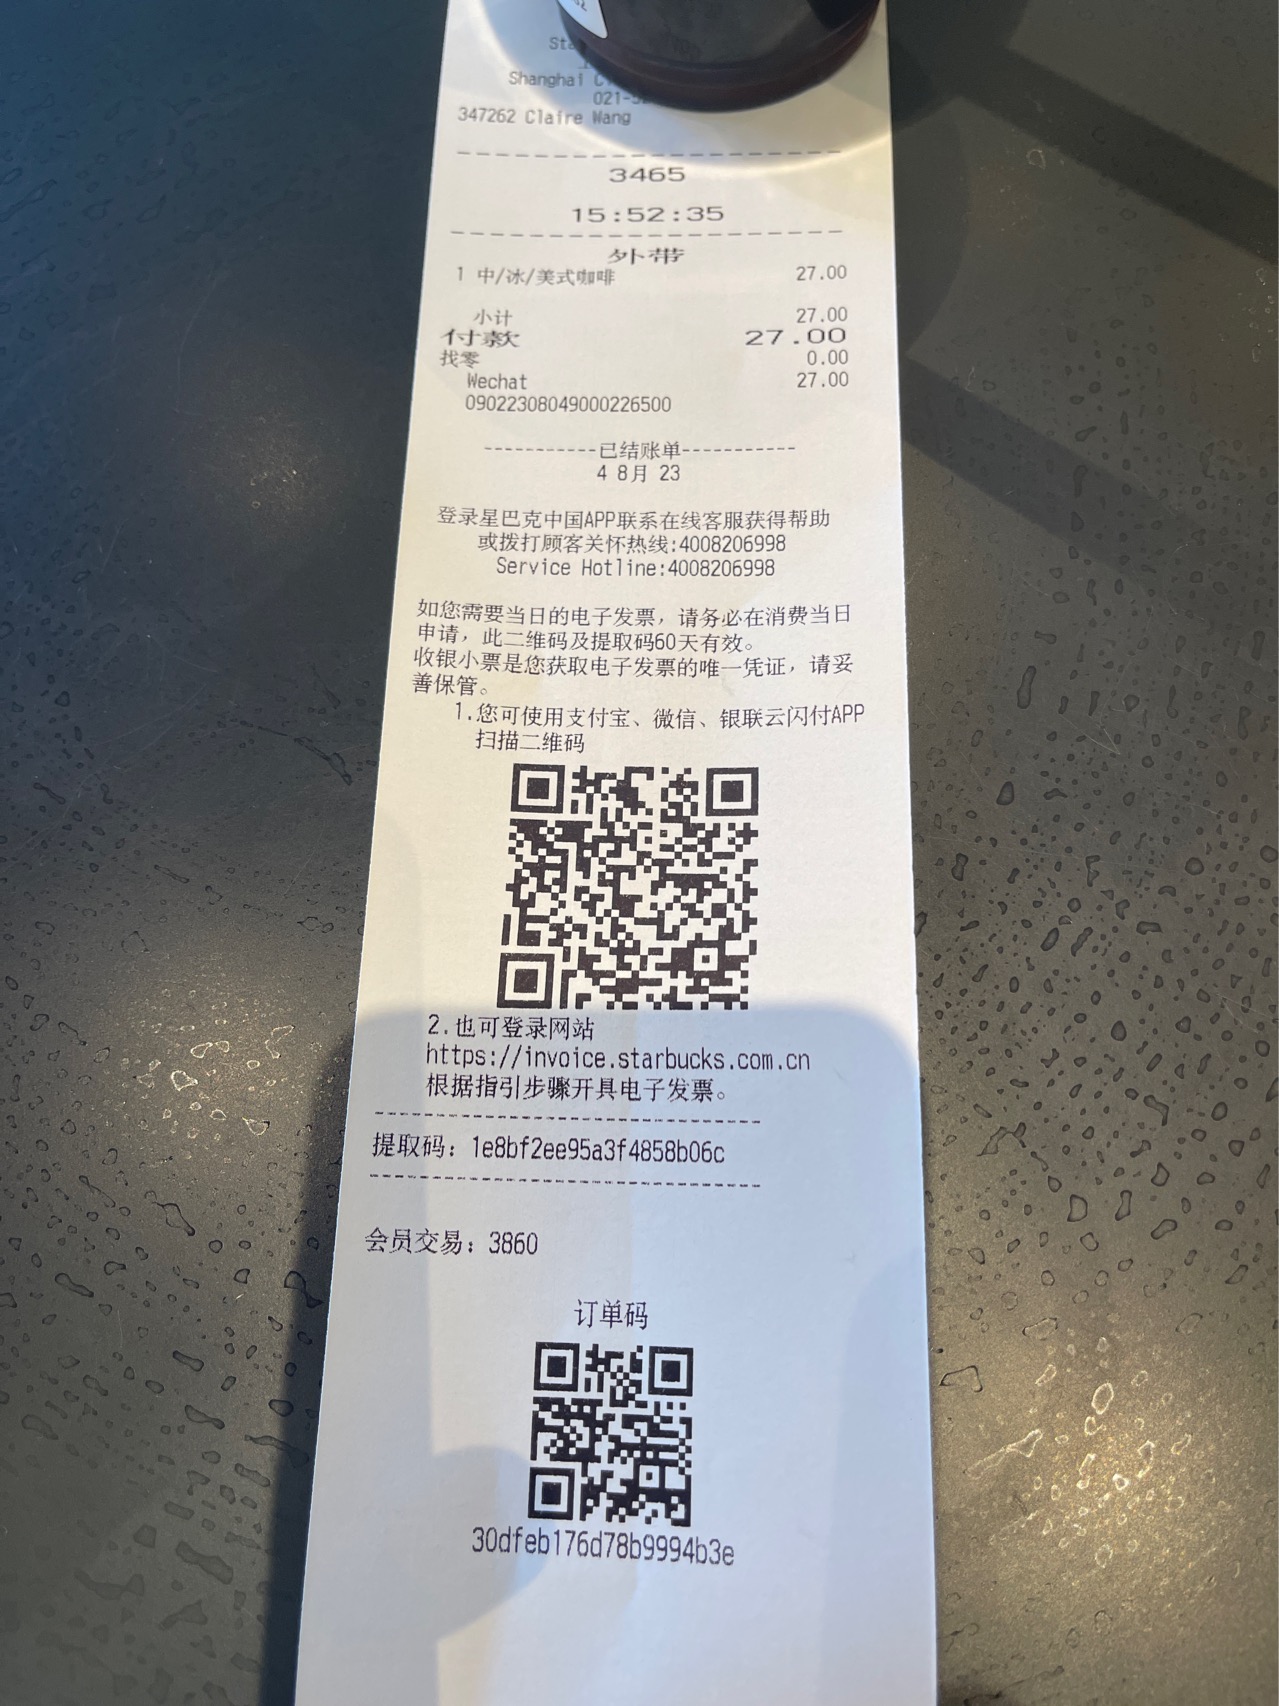 Shanghai
021-
347262 Claire Wang
3465
15:52:35
外带
1 中/冰/美式咖啡 27.00
小计 27.00
付款 27.00
找零 0.00
Wechat 27.00
09022308049000226500
-----------已结账单-----------
4 8月 23
登录星巴克中国APP联系在线客服获得帮助
或拨打顾客关怀热线:4008206998
Service Hotline:4008206998
如您需要当日的电子发票，请务必在消费当日
申请，此二维码及提取码60天有效。
收银小票是您获取电子发票的唯一凭证，请妥
善保管。
1.您可使用支付宝、微信、银联云闪付APP
扫描二维码
2.也可登录网站
https://invoice.starbucks.com.cn
根据指引步骤开具电子发票。
提取码：1e8bf2ee95a3f4858b06c
会员交易：3860
订单码
30dfeb176d78b9994b3e